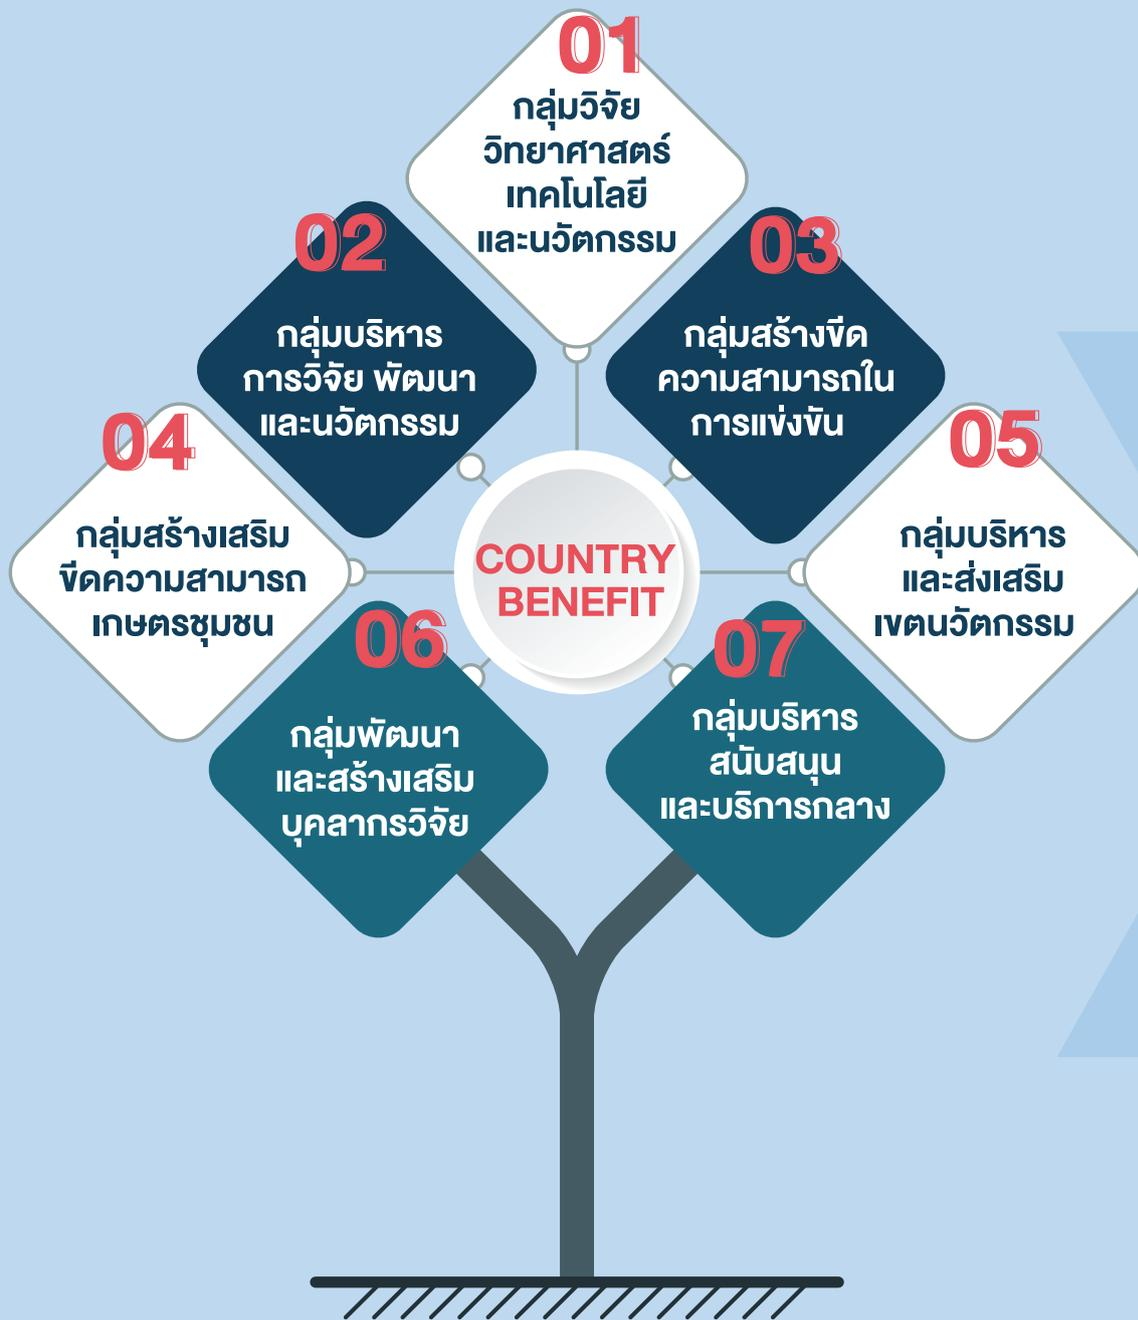 01
กลุ่มวิจัย
วิทยาศาสตร์
เทคโนโลยี
และนวัตกรรม
02
กลุ่มบริหาร
การวิจัย พัฒนา
และนวัตกรรม
03
กลุ่มสร้างขีด
ความสามารถใน
การแข่งขัน
04
กลุ่มสร้างเสริม
ขีดความสามารถ
เกษตรชุมชน
COUNTRY
BENEFIT
05
กลุ่มบริหาร
และส่งเสริม
เขตนวัตกรรม
06
กลุ่มพัฒนา
และสร้างเสริม
บุคลากรวิจัย
07
กลุ่มบริหาร
สนับสนุน
และบริการกลาง